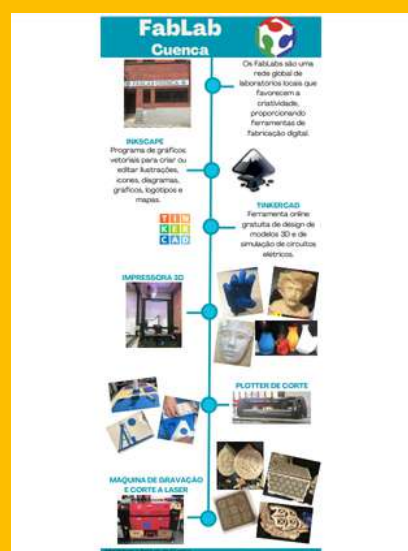 FabLab
Cuenca
Os FabLabs são uma
rede global de
laboratórios locais que
favorecem a
criatividade,
proporcionando
ferramentas de
fabricação digital.
INKSCAPE
Programa de gráficos
vetoriais para criar ou
editar ilustrações,
ícones, diagramas,
gráficos, logotipos e
mapas.
TIN
KER
CAD
TINKERCAD
Ferramenta online
gratuita de design de
modelos 3D e de
simulação de circuitos
elétricos.
IMPRESSORA 3D
PLOTTER DE CORTE
MAQUINA DE GRAVAÇÃO
E CORTE A LASER